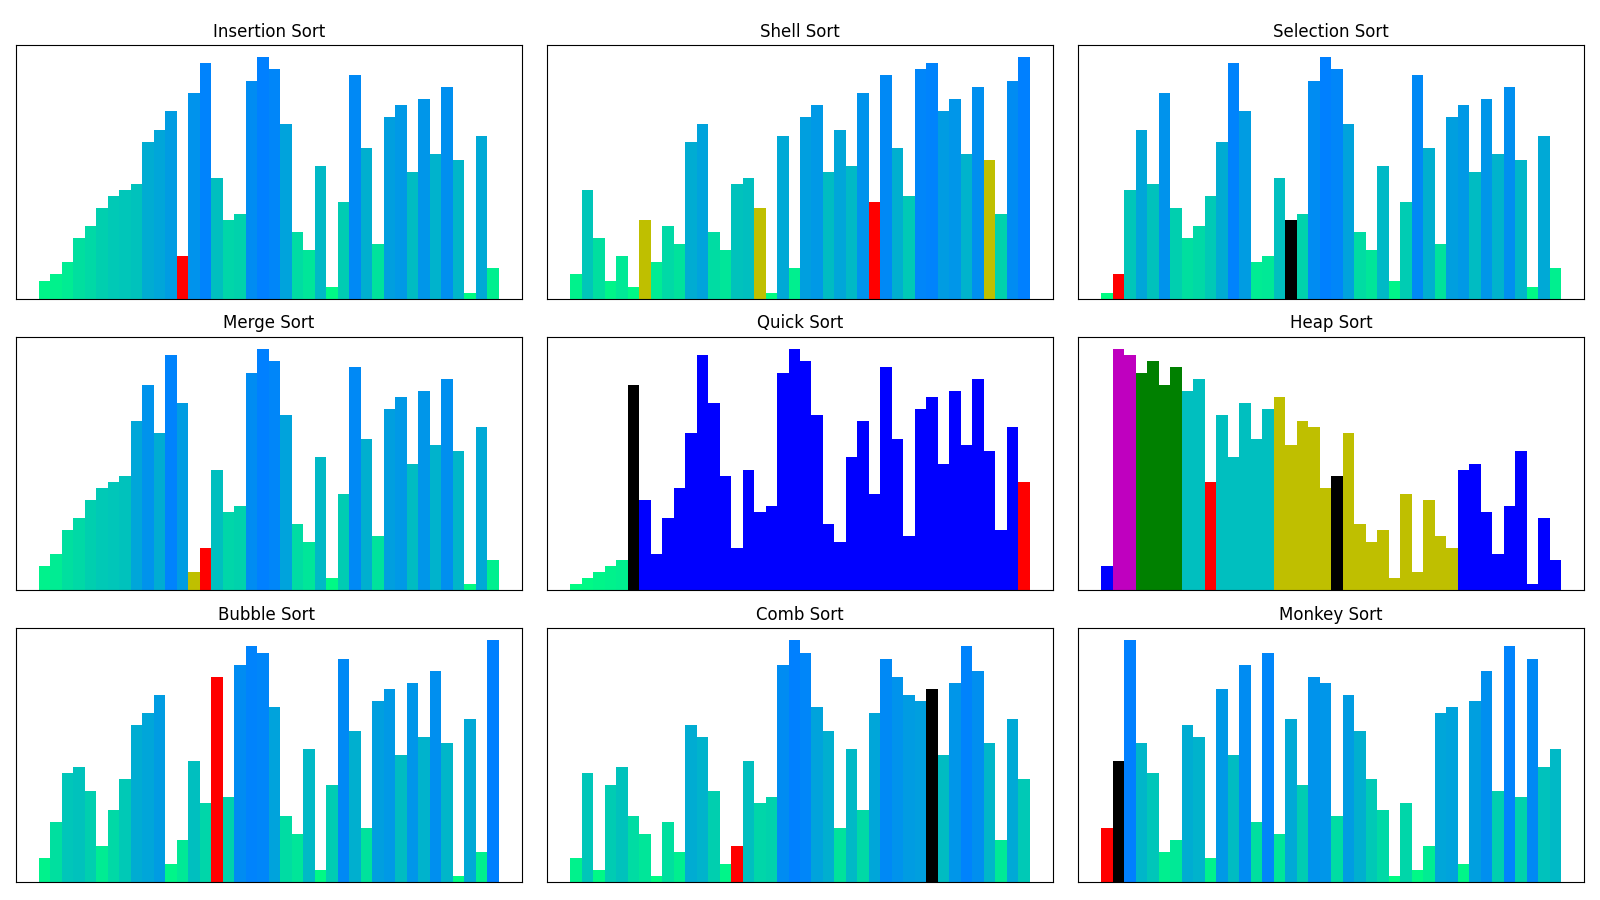 Insertion Sort
Shell Sort
Selection Sort
Merge Sort
Quick Sort
Heap Sort
Bubble Sort
Comb Sort
Monkey Sort